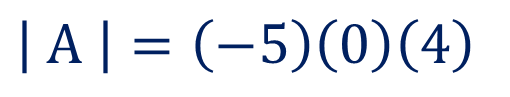 | A | = (−5)(0)(4)